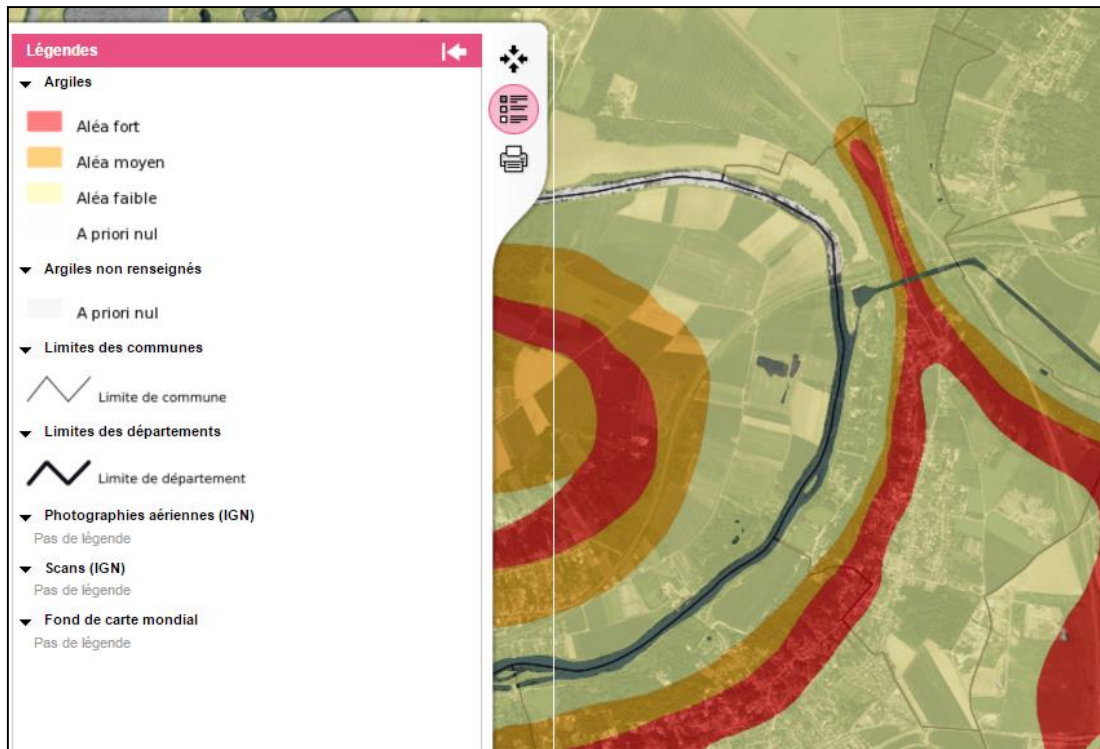 Légendes
Argiles
Aléa fort
Aléa moyen
Aléa faible
A priori nul
Argiles non renseignés
A priori nul
Limites des communes
Limite de commune
Limites des départements
Limite de département
Photographies aériennes (IGN)
Pas de légende
Scans (IGN)
Pas de légende
Fond de carte mondial
Pas de légende